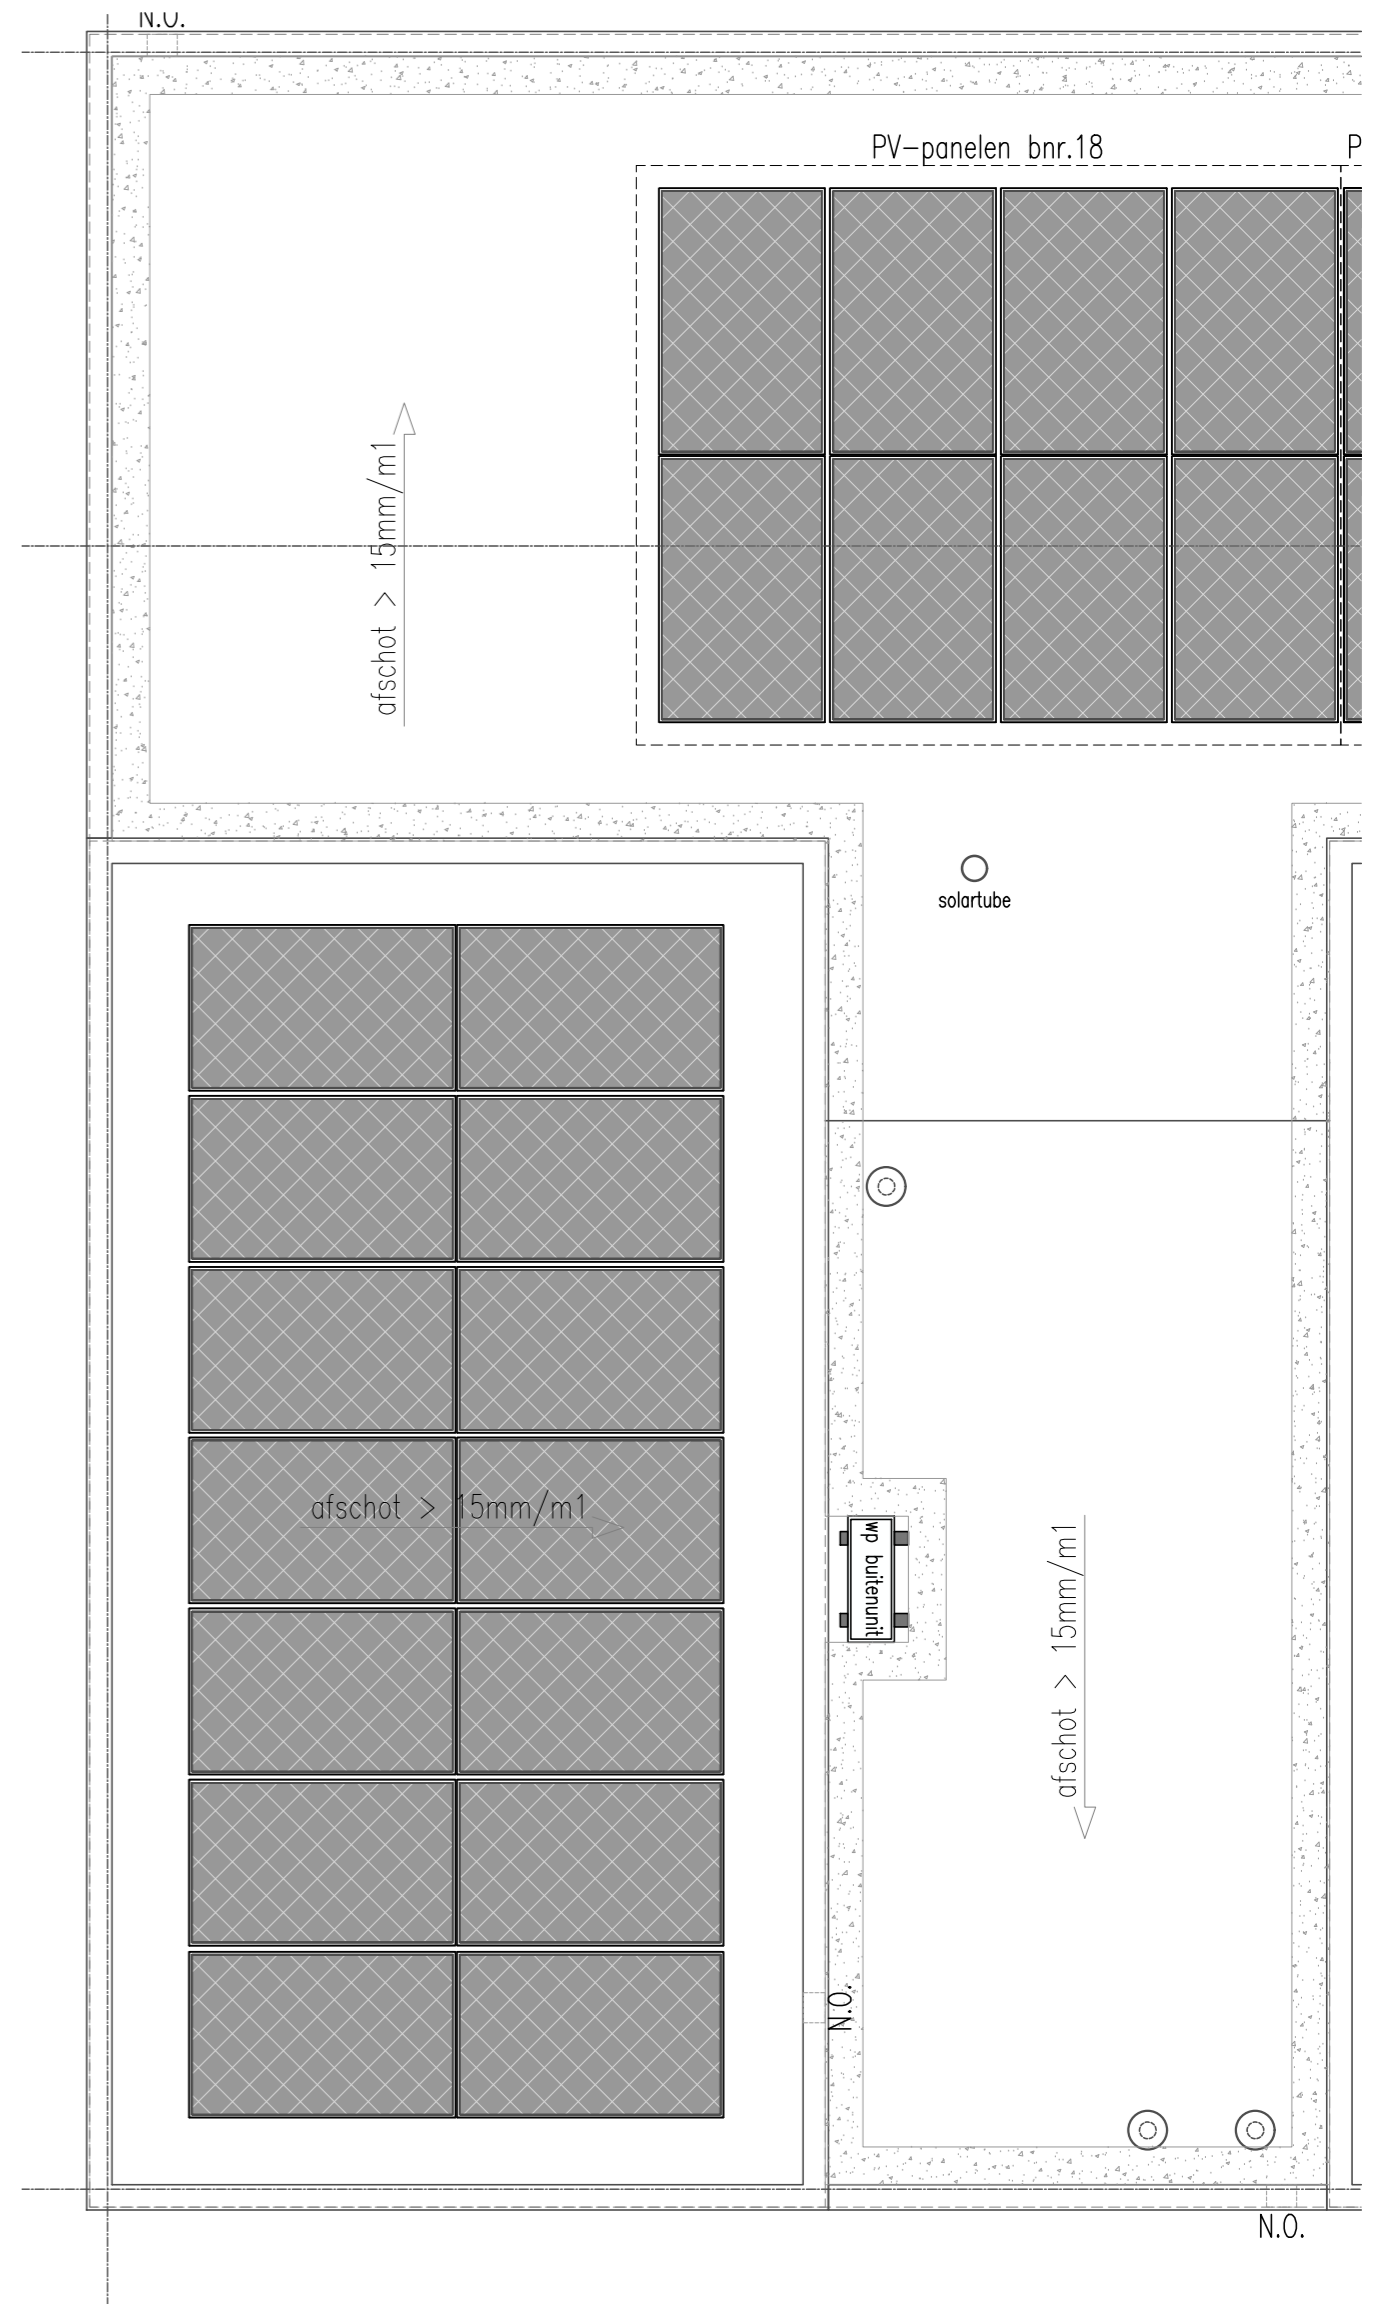 N.O.
PV-panelen bnr.18
P
afschot > 15mm/m1
solartube
afschot > 15mm/m1
wp buitenunit
afschot > 15mm/m1
N.O.
N.O.